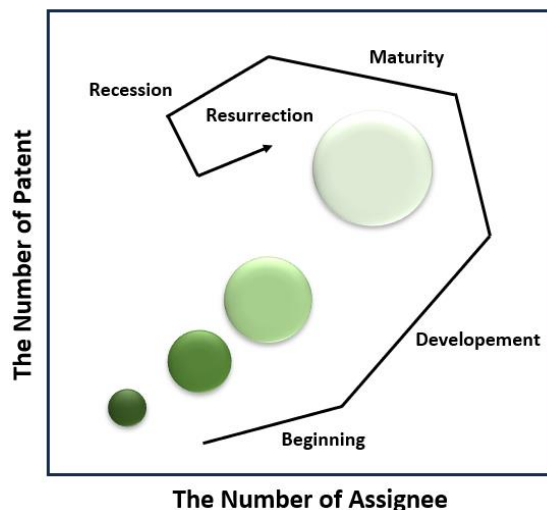 Maturity
Recession
Resurrection
The Number of Patent
Developement
Beginning
The Number of Assignee